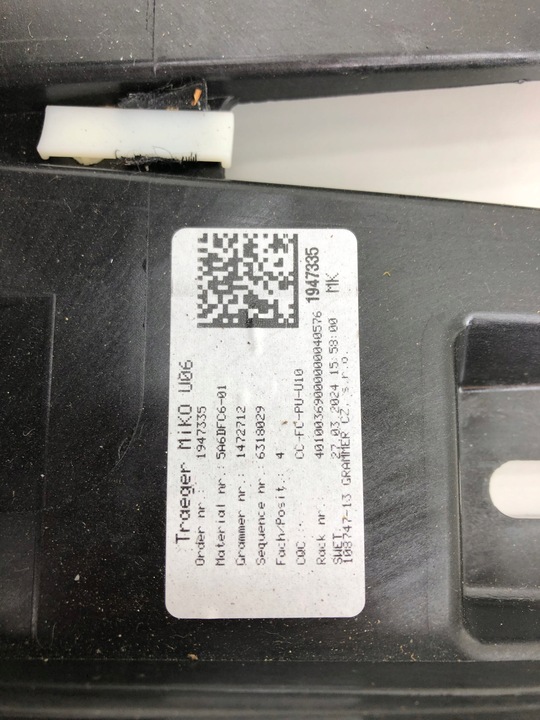 Traeger MiKO U06
Order nr.: 1947335
Material nr.: 5A6DFC6-01
Grammer nr.: 1472712
Sequence nr.: 6318029
Fach/Posit.: 4
CQC .: CC-FC-PU-U10
Rack nr.: 40100369000000000040576
SWET 27.03.2024 15:58:00
108747-13 GRAMMER CZ, s.r.o.
1947335
MK